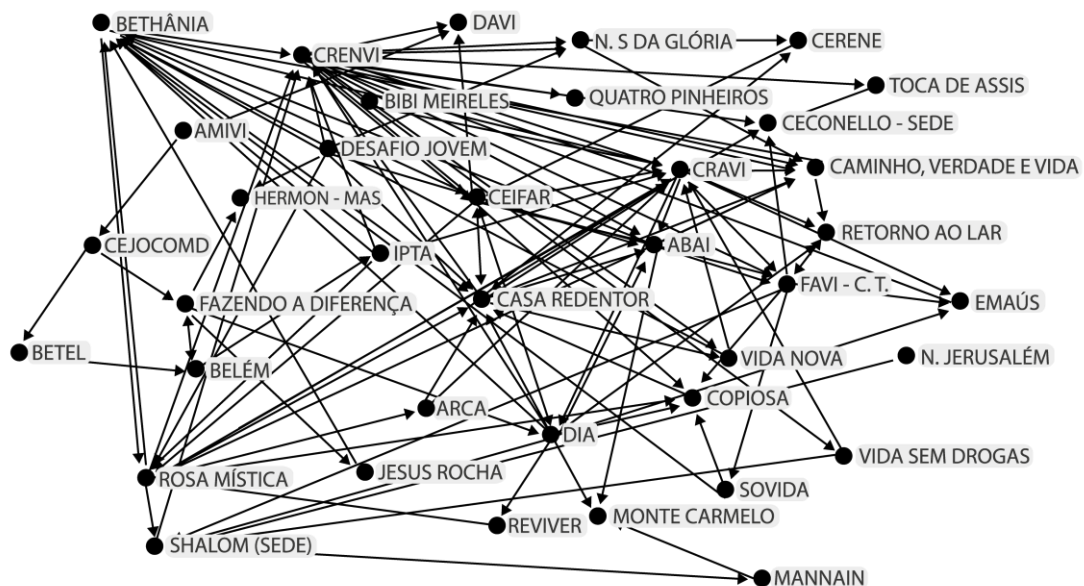 BETHÂNIA
DAVI
CRENVI
N. S DA GLÓRIA
CERENE
TOCA DE ASSIS
BIBI MEIRELES
QUATRO PINHEIROS
CECONELLO - SEDE
AMIVI
DESAFIO JOVEM
CRAVI
CAMINHO, VERDADE E VIDA
HERMON - MAS
CEIFAR
CEJOCOMD
IPTA
ABAI
RETORNO AO LAR
FAZENDO A DIFERENÇA
CASA REDENTOR
FAVI - C. T.
EMAÚS
BETEL
BELÉM
VIDA NOVA
N. JERUSALÉM
ARCA
COPIOSA
DIA
ROSA MÍSTICA
JESUS ROCHA
VIDA SEM DROGAS
SOVIDA
REVIVER
MONTE CARMELO
SHALOM (SEDE)
MANNAIN